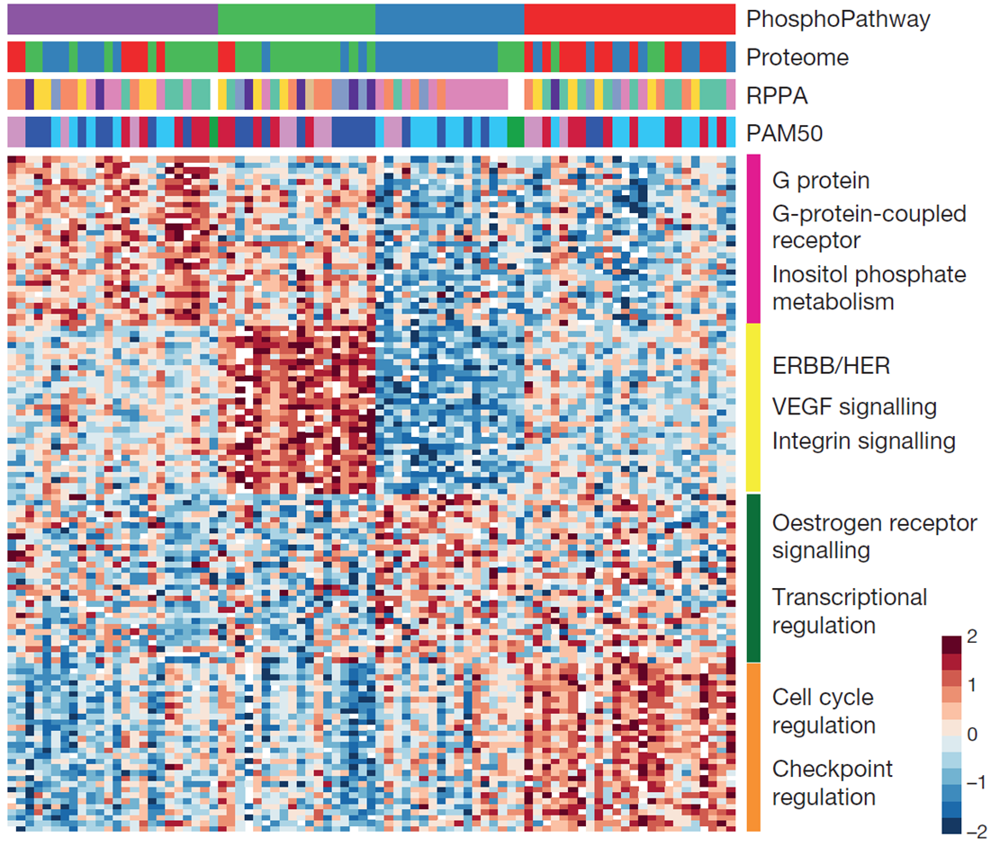 PhosphoPathway
Proteome
RPPA
PAM50
G protein
G-protein-coupled
receptor
Inositol phosphate
metabolism
ERBB/HER
VEGF signalling
Integrin signalling
Oestrogen receptor
signalling
Transcriptional
regulation
Cell cycle
regulation
Checkpoint
regulation
2
1
0
–1
–2